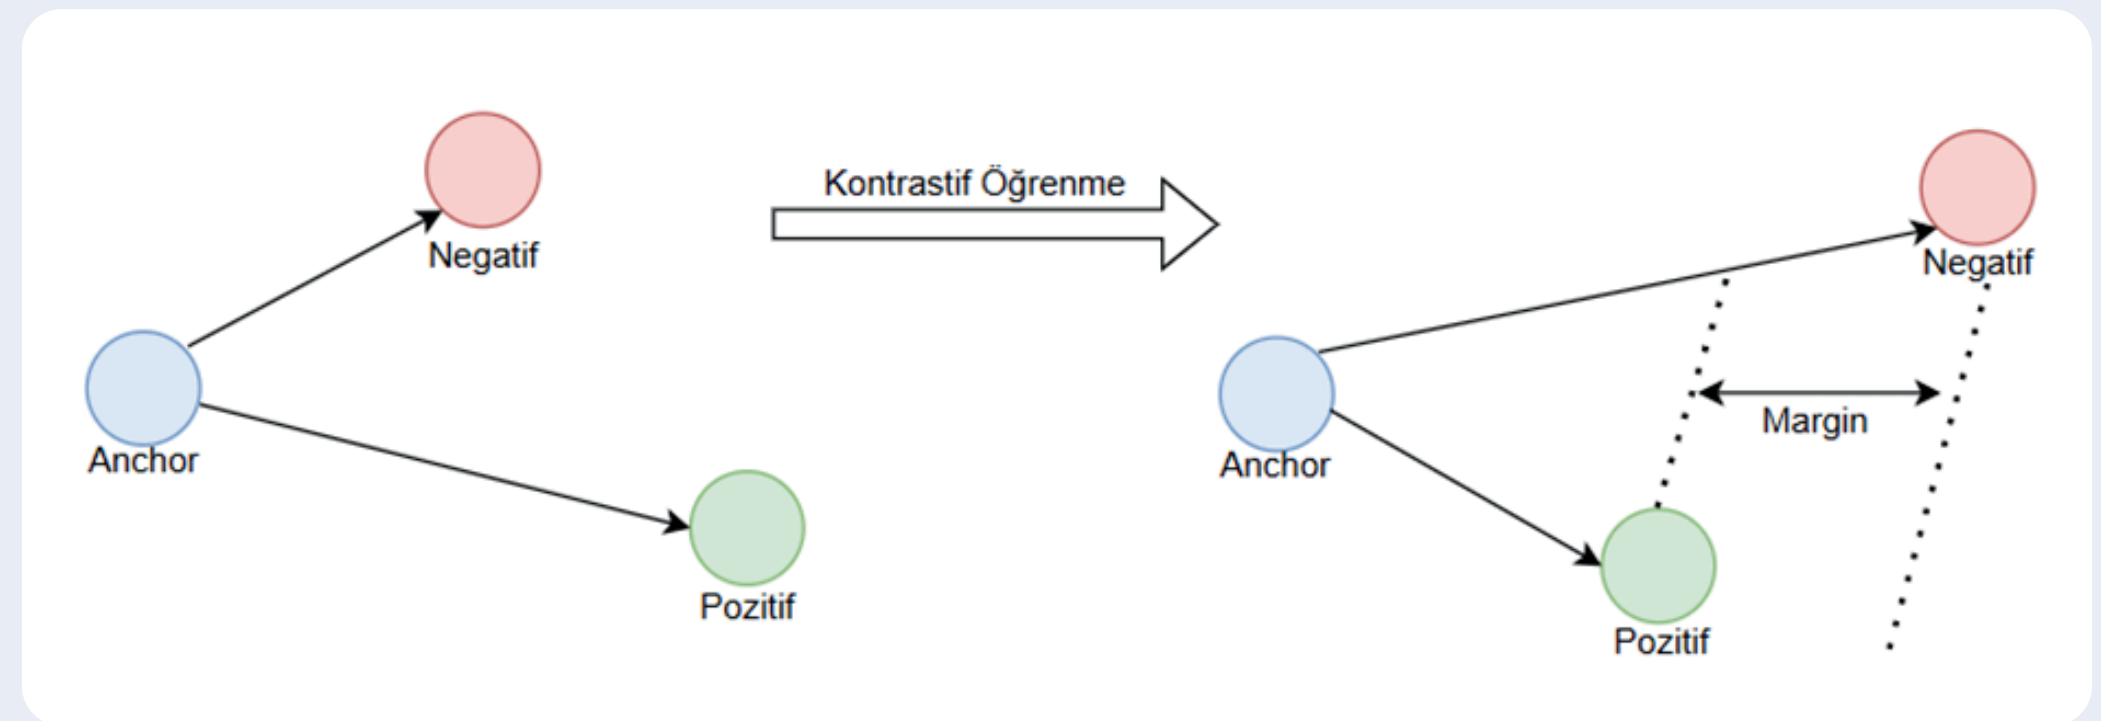 Negatif
Anchor
Pozitif
Kontrastif Öğrenme
Negatif
Anchor
Margin
Pozitif